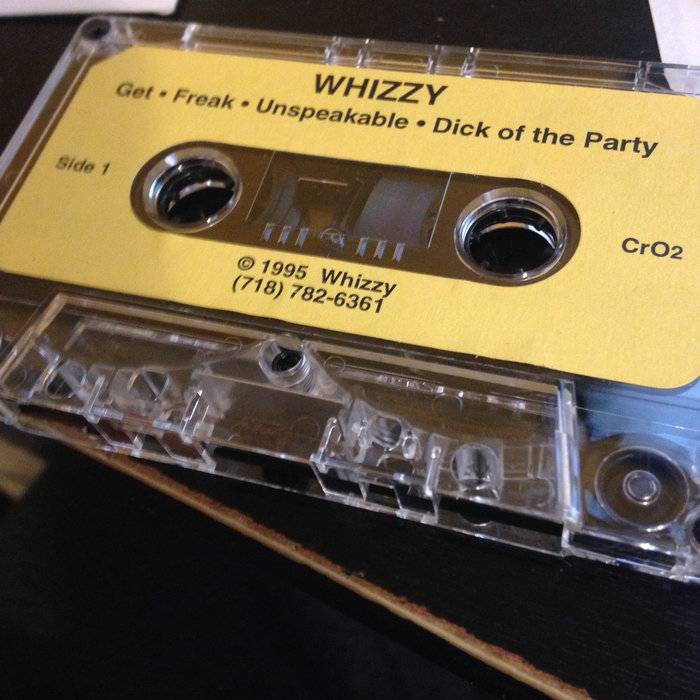 WHIZZY
Get • Freak • Unspeakable • Dick of the Party
Side 1
CrO2
© 1995 Whizzy
(718) 782-6361